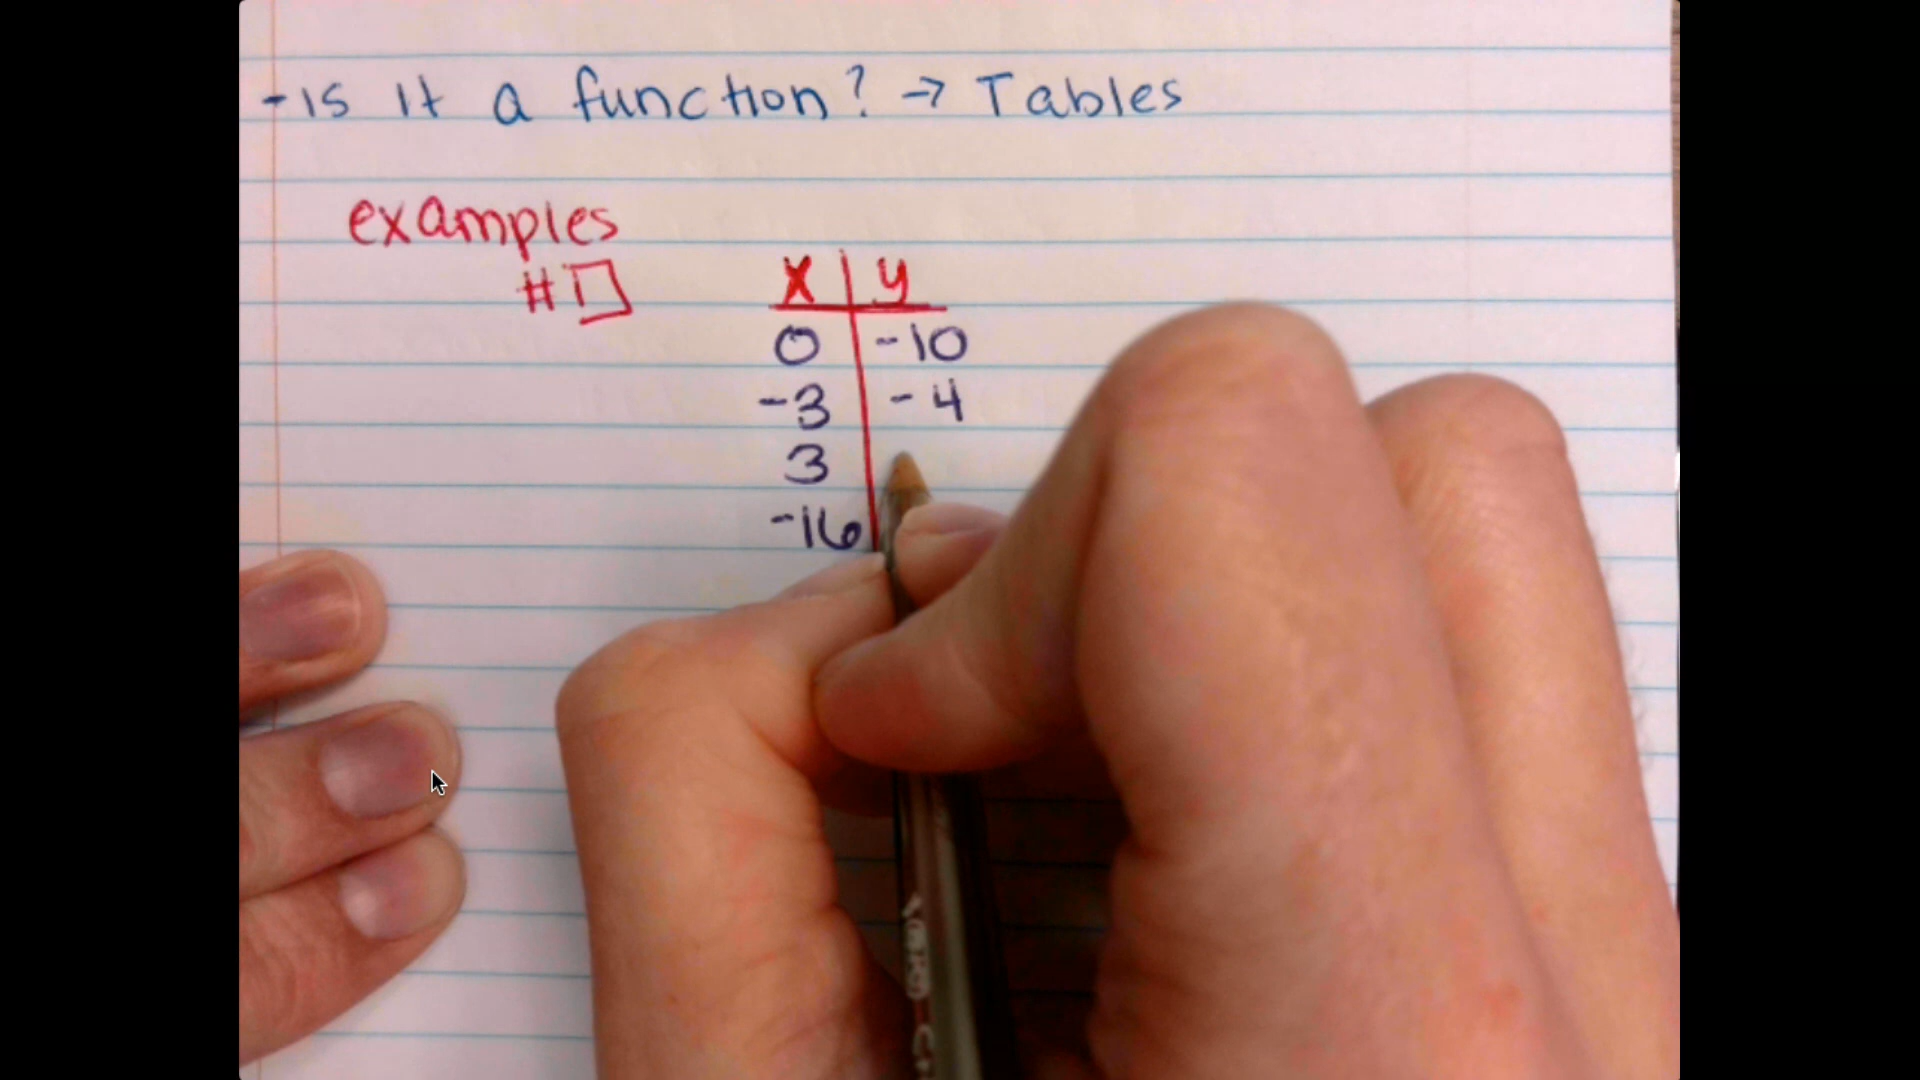 - is it a function? → Tables
examples
#1
x y
0 -10
-3 -4
3
-16